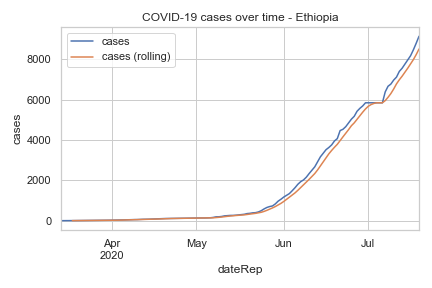 COVID-19 cases over time - Ethiopia
cases
cases (rolling)
8000
6000
4000
2000
0
cases
Apr
2020
May
Jun
Jul
dateRep